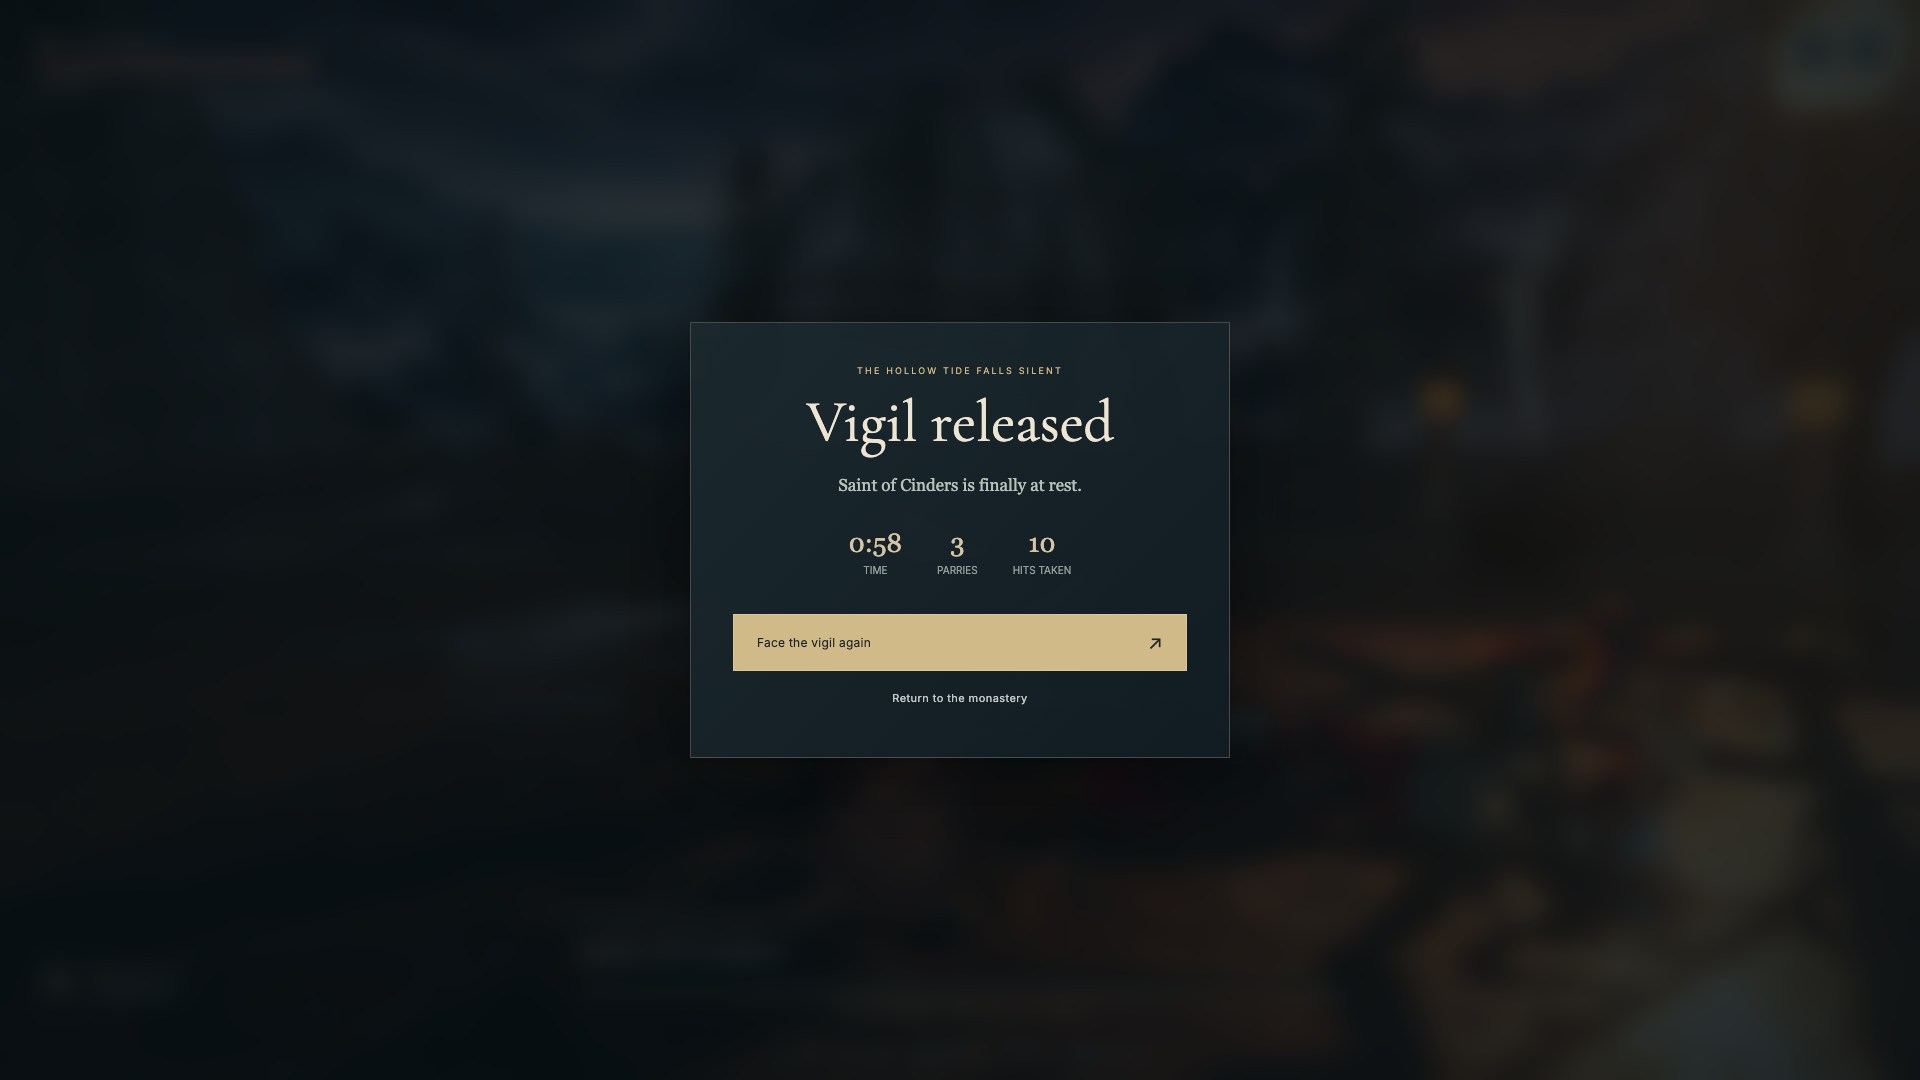 THE HOLLOW TIDE FALLS SILENT
Vigil released
Saint of Cinders is finally at rest.
0:58 3 10
TIME PARRIES HITS TAKEN
Face the vigil again
Return to the monastery